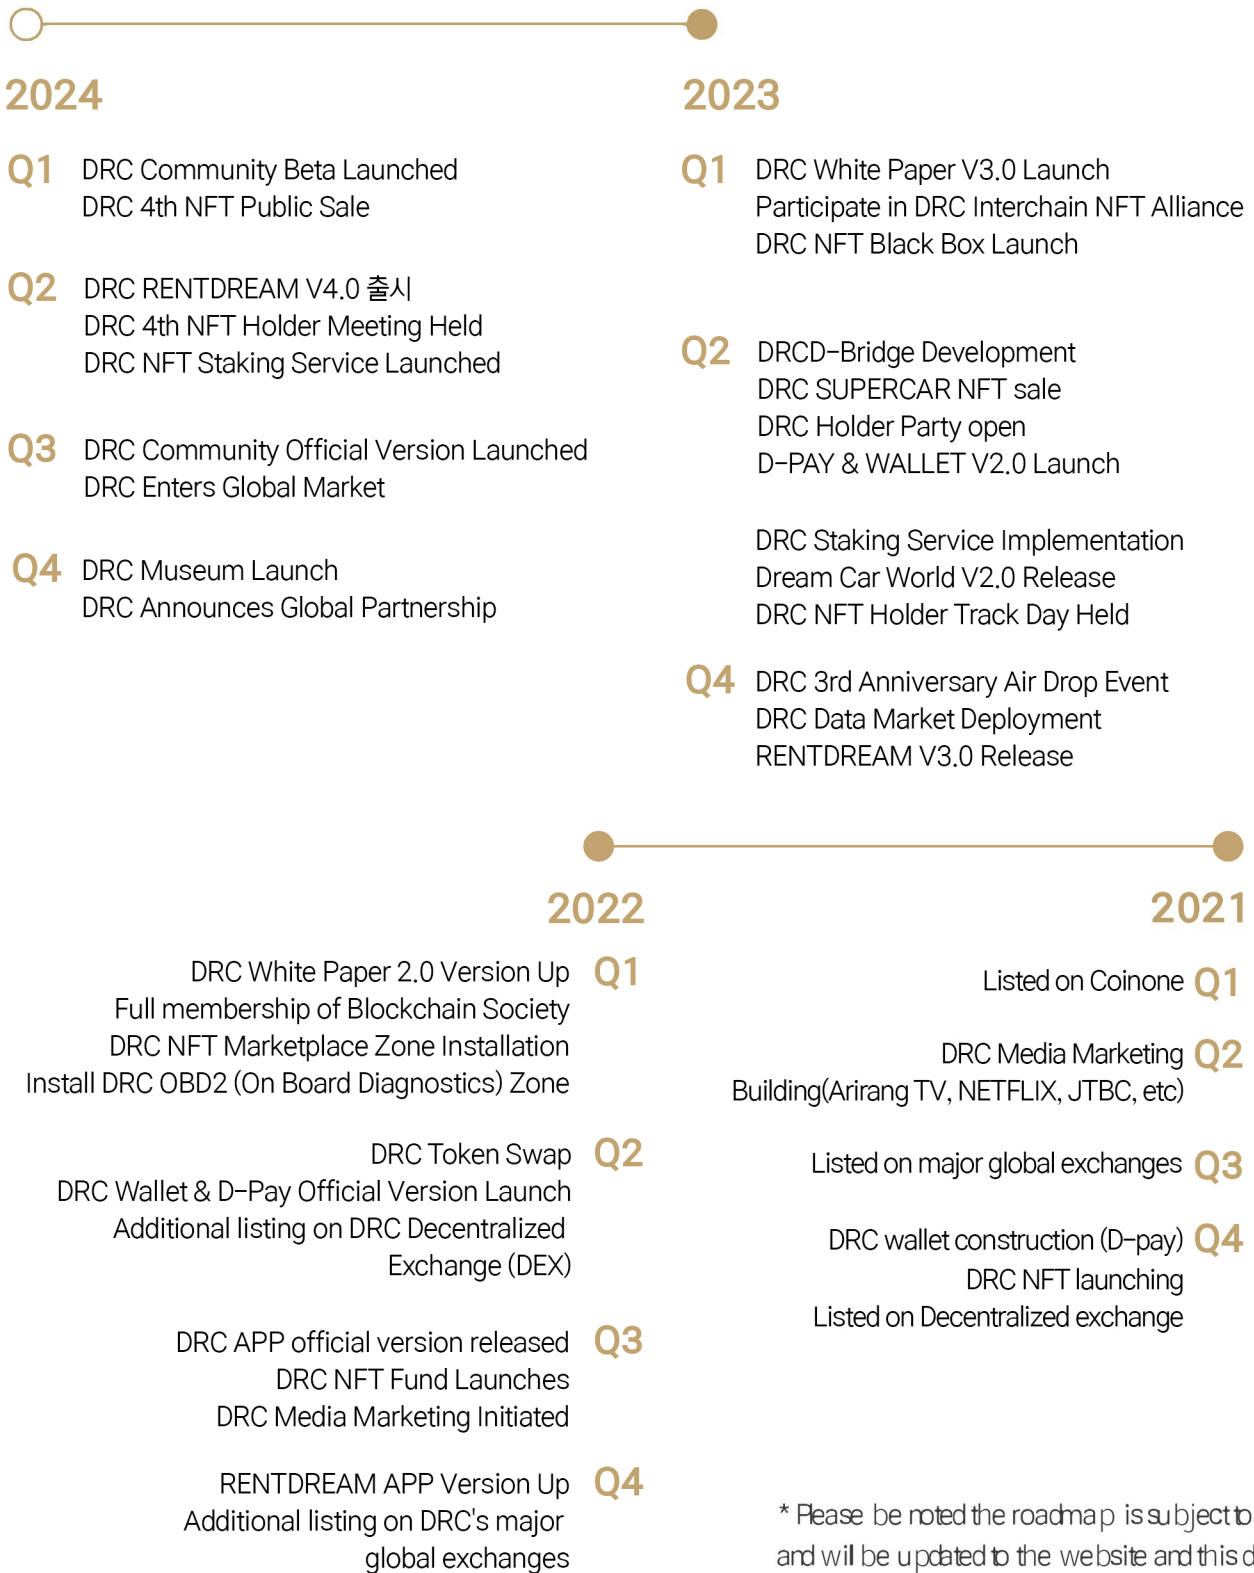 2024
Q1 DRC Community Beta Launched
DRC 4th NFT Public Sale
Q2 DRC RENTDREAM V4.0 출시
DRC 4th NFT Holder Meeting Held
DRC NFT Staking Service Launched
Q3 DRC Community Official Version Launched
DRC Enters Global Market
Q4 DRC Museum Launch
DRC Announces Global Partnership
2023
Q1 DRC White Paper V3.0 Launch
Participate in DRC Interchain NFT Alliance
DRC NFT Black Box Launch
Q2 DRCD-Bridge Development
DRC SUPERCAR NFT sale
DRC Holder Party open
D-PAY & WALLET V2.0 Launch
DRC Staking Service Implementation
Dream Car World V2.0 Release
DRC NFT Holder Track Day Held
Q4 DRC 3rd Anniversary Air Drop Event
DRC Data Market Deployment
RENTDREAM V3.0 Release
2022
DRC White Paper 2.0 Version Up Q1
Full membership of Blockchain Society
DRC NFT Marketplace Zone Installation
Install DRC OBD2 (On Board Diagnostics) Zone
DRC Token Swap Q2
DRC Wallet & D-Pay Official Version Launch
Additional listing on DRC Decentralized
Exchange (DEX)
DRC APP official version released Q3
DRC NFT Fund Launches
DRC Media Marketing Initiated
RENTDREAM APP Version Up Q4
Additional listing on DRC's major
global exchanges
2021
Listed on Coinone Q1
DRC Media Marketing Q2
Building(Arirang TV, NETFLIX, JTBC, etc)
Listed on major global exchanges Q3
DRC wallet construction (D-pay) Q4
DRC NFT launching
Listed on Decentralized exchange
* Please be noted the roadmap is subject to
and will be updated to the website and this d